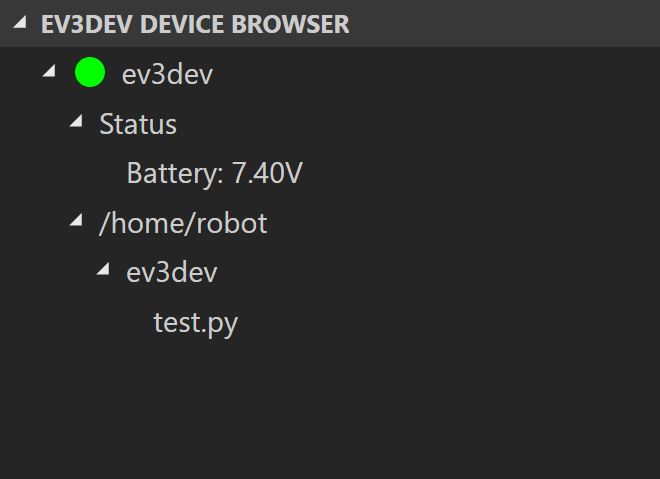 EV3DEV DEVICE BROWSER
ev3dev
Status
Battery: 7.40V
/home/robot
ev3dev
test.py